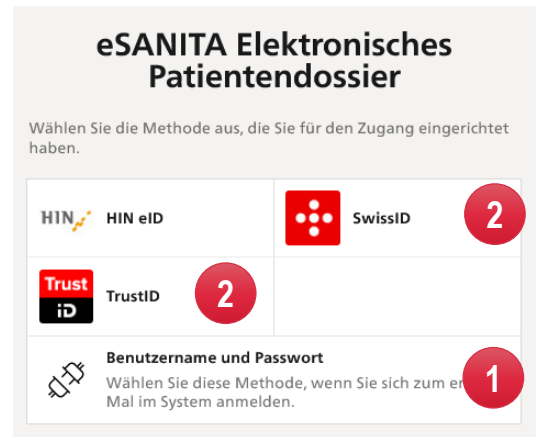 eSANITA Elektronisches
Patientendossier
Wählen Sie die Methode aus, die Sie für den Zugang eingerichtet
haben.
HIN HIN eID
SwissID 2
Trust
iD
TrustID 2
Benutzername und Passwort
Wählen Sie diese Methode, wenn Sie sich zum
1
Mal im System anmelden.